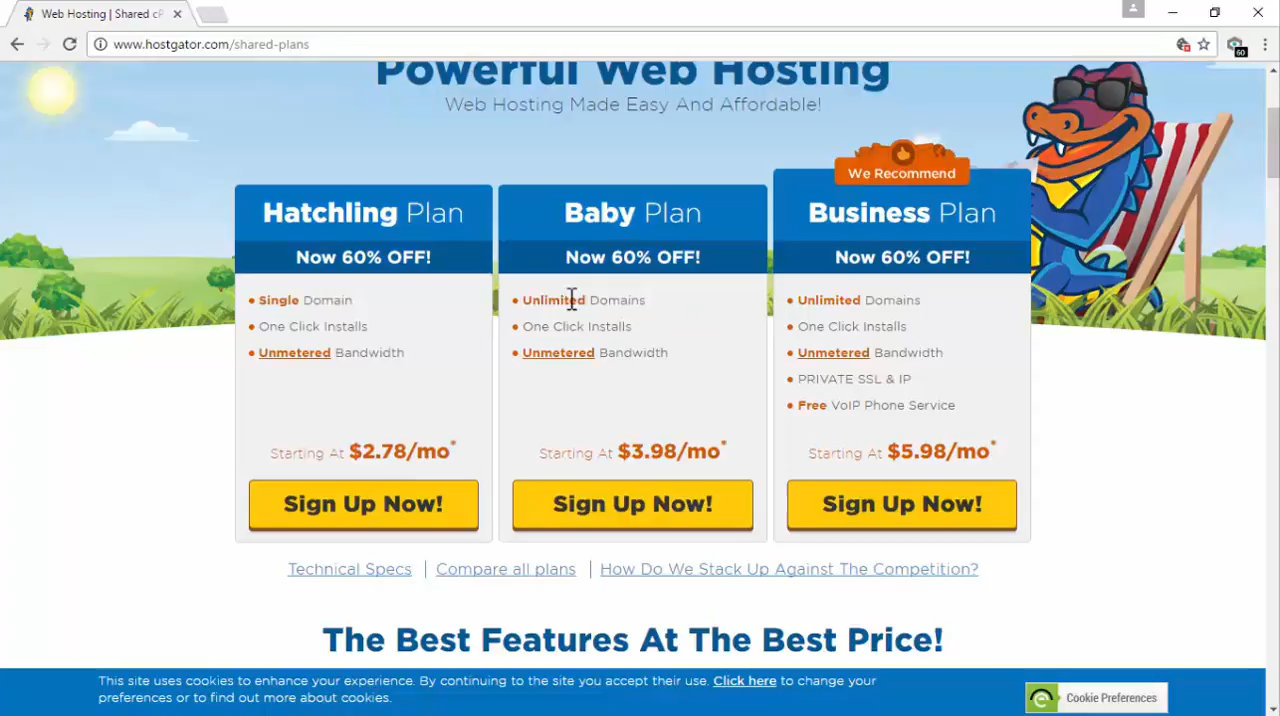 Web Hosting | Shared cP
www.hostgator.com/shared-plans
60
Powerful Web Hosting
Web Hosting Made Easy And Affordable!
We Recommend
Hatchling Plan
Now 60% OFF!
• Single Domain
• One Click Installs
• Unmetered Bandwidth
Starting At $2.78/mo*
Sign Up Now!
Baby Plan
Now 60% OFF!
• Unlimited Domains
• One Click Installs
• Unmetered Bandwidth
Starting At $3.98/mo*
Sign Up Now!
Business Plan
Now 60% OFF!
• Unlimited Domains
• One Click Installs
• Unmetered Bandwidth
• PRIVATE SSL & IP
• Free VoIP Phone Service
Starting At $5.98/mo*
Sign Up Now!
Technical Specs | Compare all plans | How Do We Stack Up Against The Competition?
The Best Features At The Best Price!
This site uses cookies to enhance your experience. By continuing to the site you accept their use. Click here to change your
preferences or to find out more about cookies.
Cookie Preferences